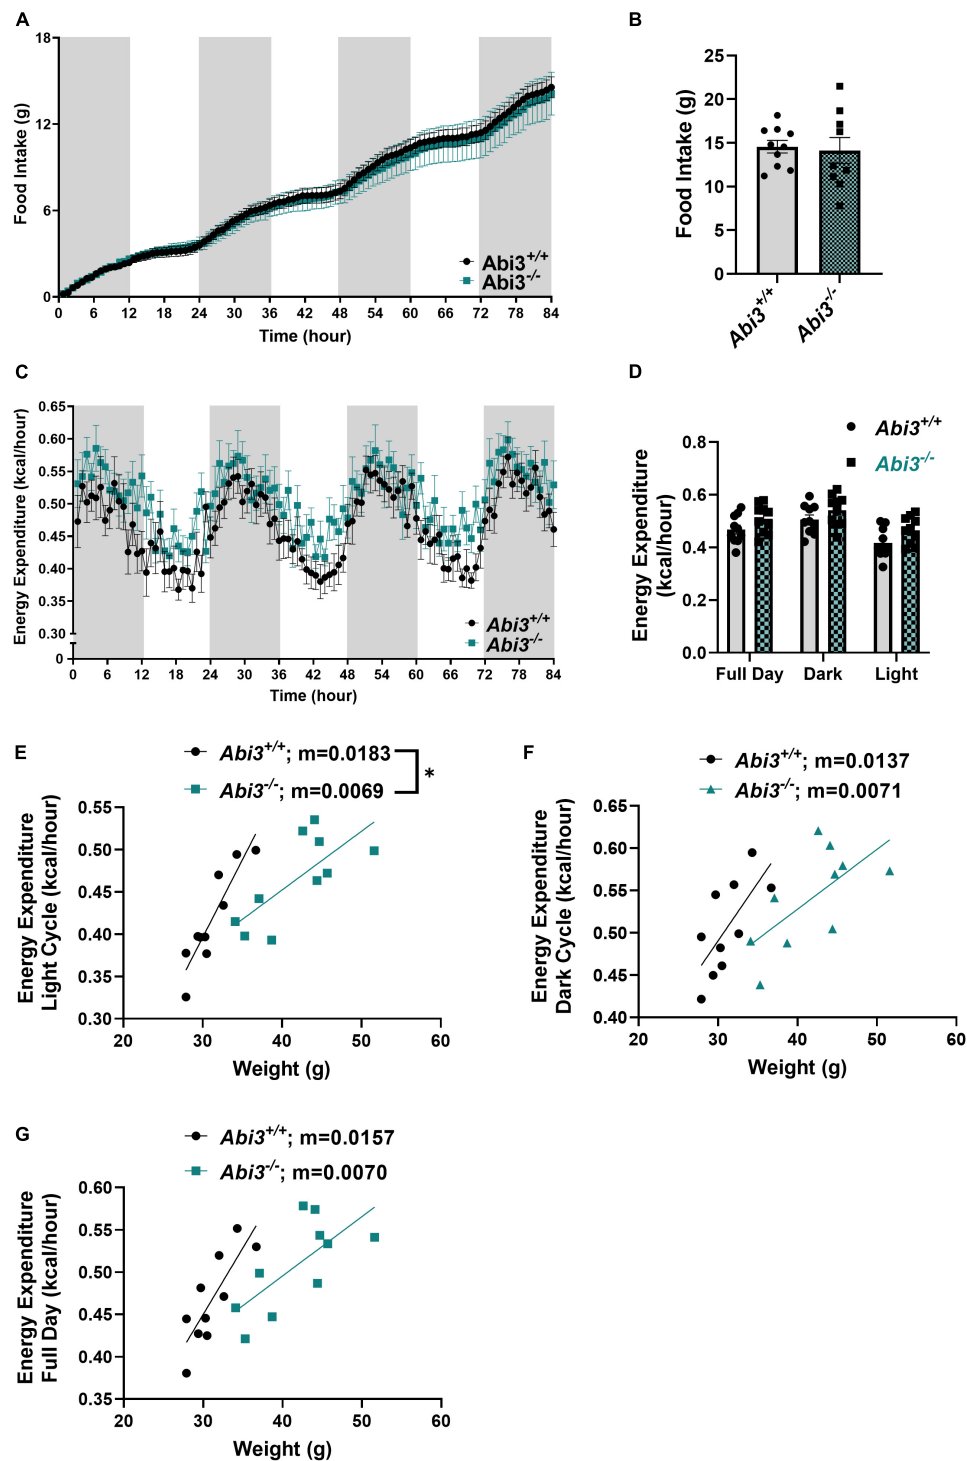 A
18
12
6
0
Food Intake (g)
0 6 12 18 24 30 36 42 48 54 60 66 72 78 84
Time (hour)
Abi3+/+
Abi3-/-
B
25
20
15
10
5
0
Food Intake (g)
Abi3+/+
Abi3-/-
C
0.65
0.60
0.55
0.50
0.45
0.40
0.35
0.30
0
Energy Expenditure (kcal/hour)
0 6 12 18 24 30 36 42 48 54 60 66 72 78 84
Time (hour)
Abi3+/+
Abi3-/-
D
Abi3+/+
Abi3-/-
0.8
0.6
0.4
0.2
0.0
Energy Expenditure
(kcal/hour)
Full Day Dark Light
E
Abi3+/+; m=0.0183
Abi3-/-; m=0.0069
*
0.55
0.50
0.45
0.40
0.35
0.30
Energy Expenditure
Light Cycle (kcal/hour)
20 30 40 50 60
Weight (g)
F
Abi3+/+; m=0.0137
Abi3-/-; m=0.0071
0.65
0.60
0.55
0.50
0.45
0.40
Energy Expenditure
Dark Cycle (kcal/hour)
20 30 40 50 60
Weight (g)
G
Abi3+/+; m=0.0157
Abi3-/-; m=0.0070
0.60
0.55
0.50
0.45
0.40
0.35
Energy Expenditure
Full Day (kcal/hour)
20 30 40 50 60
Weight (g)